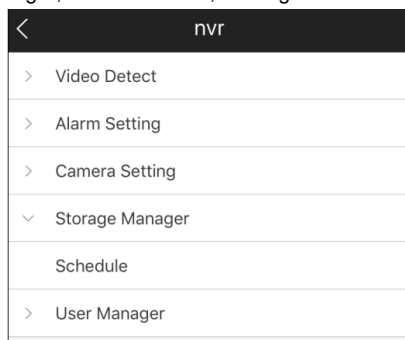 nvr
Video Detect
Alarm Setting
Camera Setting
Storage Manager
Schedule
User Manager